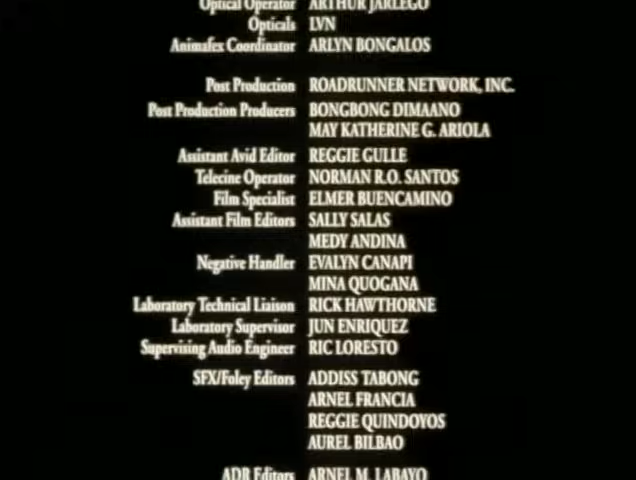 Optical Operator ARTHUR JARLEGO
Opticals LVN
Animafex Coordinator ARLYN BONGALOS
Post Production ROADRUNNER NETWORK, INC.
Post Production Producers BONGBONG DIMAANO
MAY KATHERINE G. ARIOLA
Assistant Avid Editor REGGIE GULLE
Telecine Operator NORMAN R.O. SANTOS
Film Specialist ELMER BUENCAMINO
Assistant Film Editors SALLY SALAS
MEDY ANDINA
Negative Handler EVALYN CANAPI
MINA QUOGANA
Laboratory Technical Liaison RICK HAWTHORNE
Laboratory Supervisor JUN ENRIQUEZ
Supervising Audio Engineer RIC LORESTO
SFX/Foley Editors ADDISS TABONG
ARNEL FRANCIA
REGGIE QUINDOYOS
AUREL BILBAO
ADR Editors ARNEL M. LABAYO